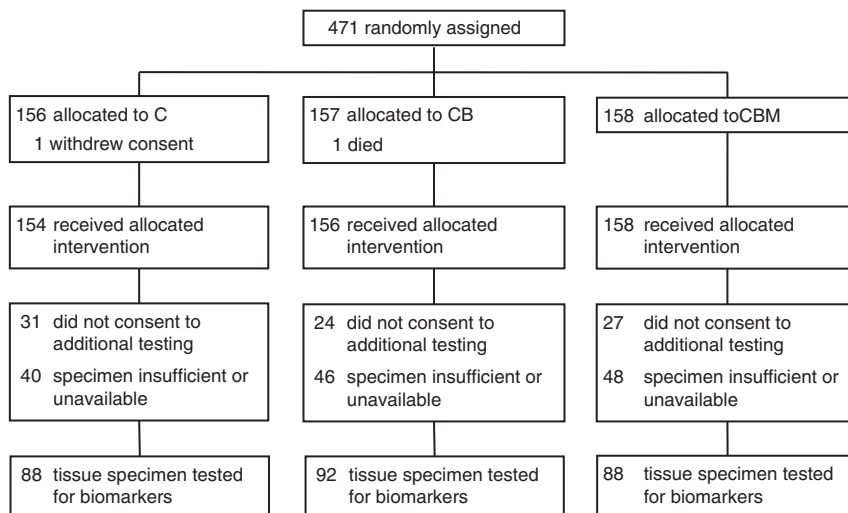 471 randomly assigned
156 allocated to C
1 withdrew consent
157 allocated to CB
1 died
158 allocated toCBM
154 received allocated
intervention
156 received allocated
intervention
158 received allocated
intervention
31 did not consent to
additional testing
40 specimen insufficient or
unavailable
24 did not consent to
additional testing
46 specimen insufficient or
unavailable
27 did not consent to
additional testing
48 specimen insufficient or
unavailable
88 tissue specimen tested
for biomarkers
92 tissue specimen tested
for biomarkers
88 tissue specimen tested
for biomarkers